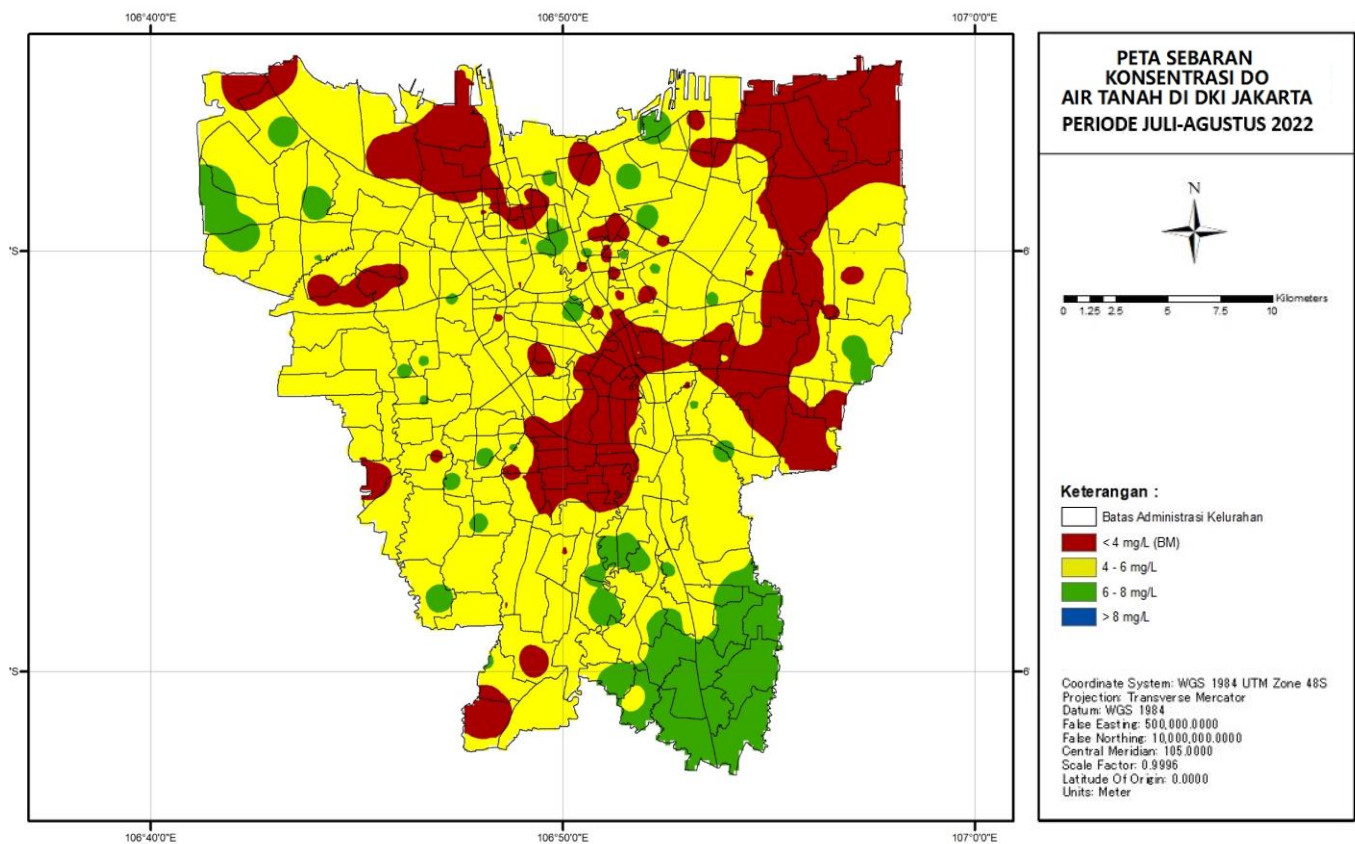 106°40'0"E
106°50'0"E
107°0'0"E
'S
6
'S
6
106°40'0"E
106°50'0"E
107°0'0"E
PETA SEBARAN
KONSENTRASI DO
AIR TANAH DI DKI JAKARTA
PERIODE JULI-AGUSTUS 2022
N
Kilometers
0 1.25 2.5 5 7.5 10
Keterangan :
Batas Administrasi Kelurahan
< 4 mg/L (BM)
4 - 6 mg/L
6 - 8 mg/L
> 8 mg/L
Coordinate System: WGS 1984 UTM Zone 48S
Projection: Transverse Mercator
Datum: WGS 1984
False Easting: 500,000.0000
False Northing: 10,000,000.0000
Central Meridian: 105.0000
Scale Factor: 0.9996
Latitude Of Origin: 0.0000
Units: Meter